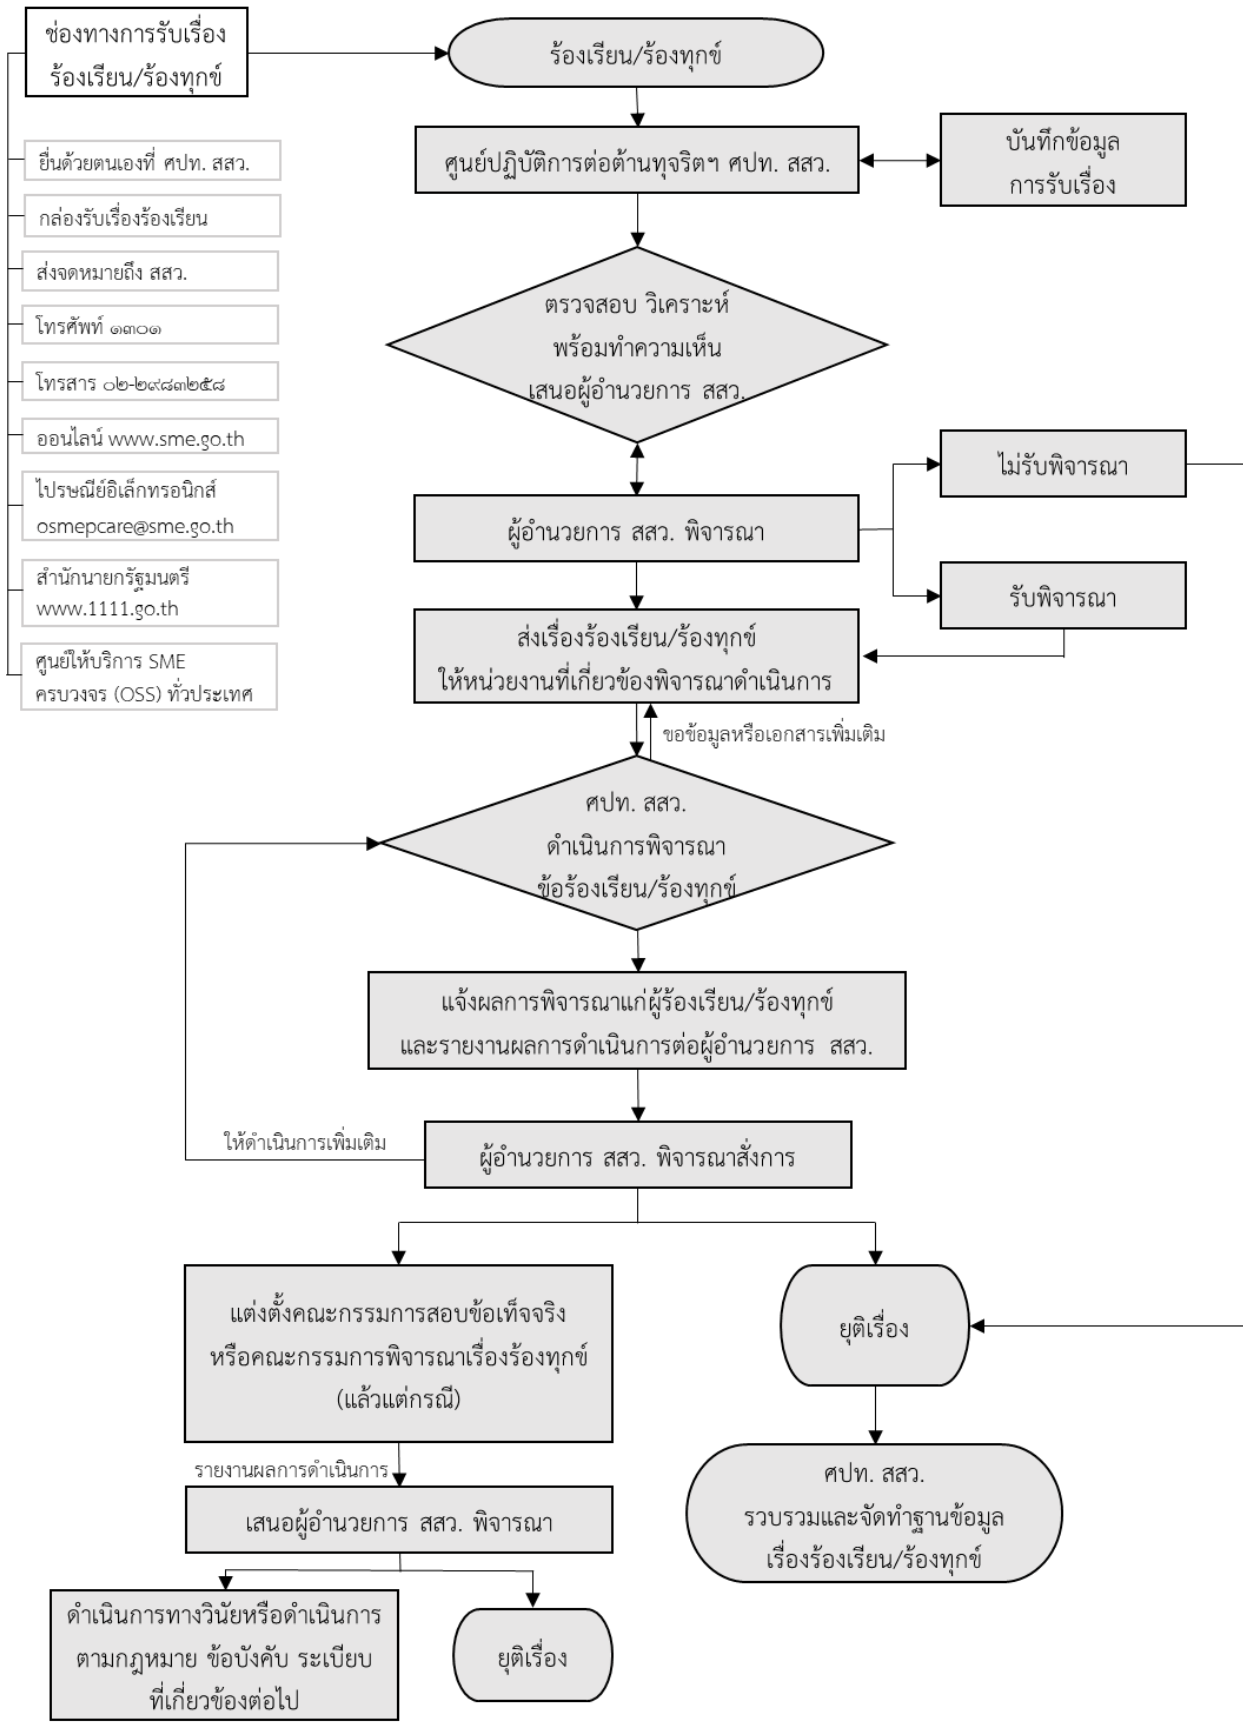 ช่องทางการรับเรื่อง
ร้องเรียน/ร้องทุกข์
ร้องเรียน/ร้องทุกข์
ยื่นด้วยตนเองที่ ศปท. สสว.
กล่องรับเรื่องร้องเรียน
ส่งจดหมายถึง สสว.
โทรศัพท์ ๑๓๐๑
โทรสาร ๐๒-๒๙๘๓๒๕๘
ออนไลน์ www.sme.go.th
ไปรษณีย์อิเล็กทรอนิกส์
osmepcare@sme.go.th
สำนักนายกรัฐมนตรี
www.1111.go.th
ศูนย์ให้บริการ SME
ครบวงจร (OSS) ทั่วประเทศ
ศูนย์ปฏิบัติการต่อต้านทุจริตฯ ศปท. สสว.
บันทึกข้อมูล
การรับเรื่อง
ตรวจสอบ วิเคราะห์
พร้อมทำความเห็น
เสนอผู้อำนวยการ สสว.
ผู้อำนวยการ สสว. พิจารณา
ไม่รับพิจารณา
รับพิจารณา
ส่งเรื่องร้องเรียน/ร้องทุกข์
ให้หน่วยงานที่เกี่ยวข้องพิจารณาดำเนินการ
ขอข้อมูลหรือเอกสารเพิ่มเติม
ศปท. สสว.
ดำเนินการพิจารณา
ข้อร้องเรียน/ร้องทุกข์
แจ้งผลการพิจารณาแก่ผู้ร้องเรียน/ร้องทุกข์
และรายงานผลการดำเนินการต่อผู้อำนวยการ สสว.
ให้ดำเนินการเพิ่มเติม
ผู้อำนวยการ สสว. พิจารณาสั่งการ
แต่งตั้งคณะกรรมการสอบข้อเท็จจริง
หรือคณะกรรมการพิจารณาเรื่องร้องทุกข์
(แล้วแต่กรณี)
ยุติเรื่อง
รายงานผลการดำเนินการ
เสนอผู้อำนวยการ สสว. พิจารณา
ศปท. สสว.
รวบรวมและจัดทำฐานข้อมูล
เรื่องร้องเรียน/ร้องทุกข์
ดำเนินการทางวินัยหรือดำเนินการ
ตามกฎหมาย ข้อบังคับ ระเบียบ
ที่เกี่ยวข้องต่อไป
ยุติเรื่อง